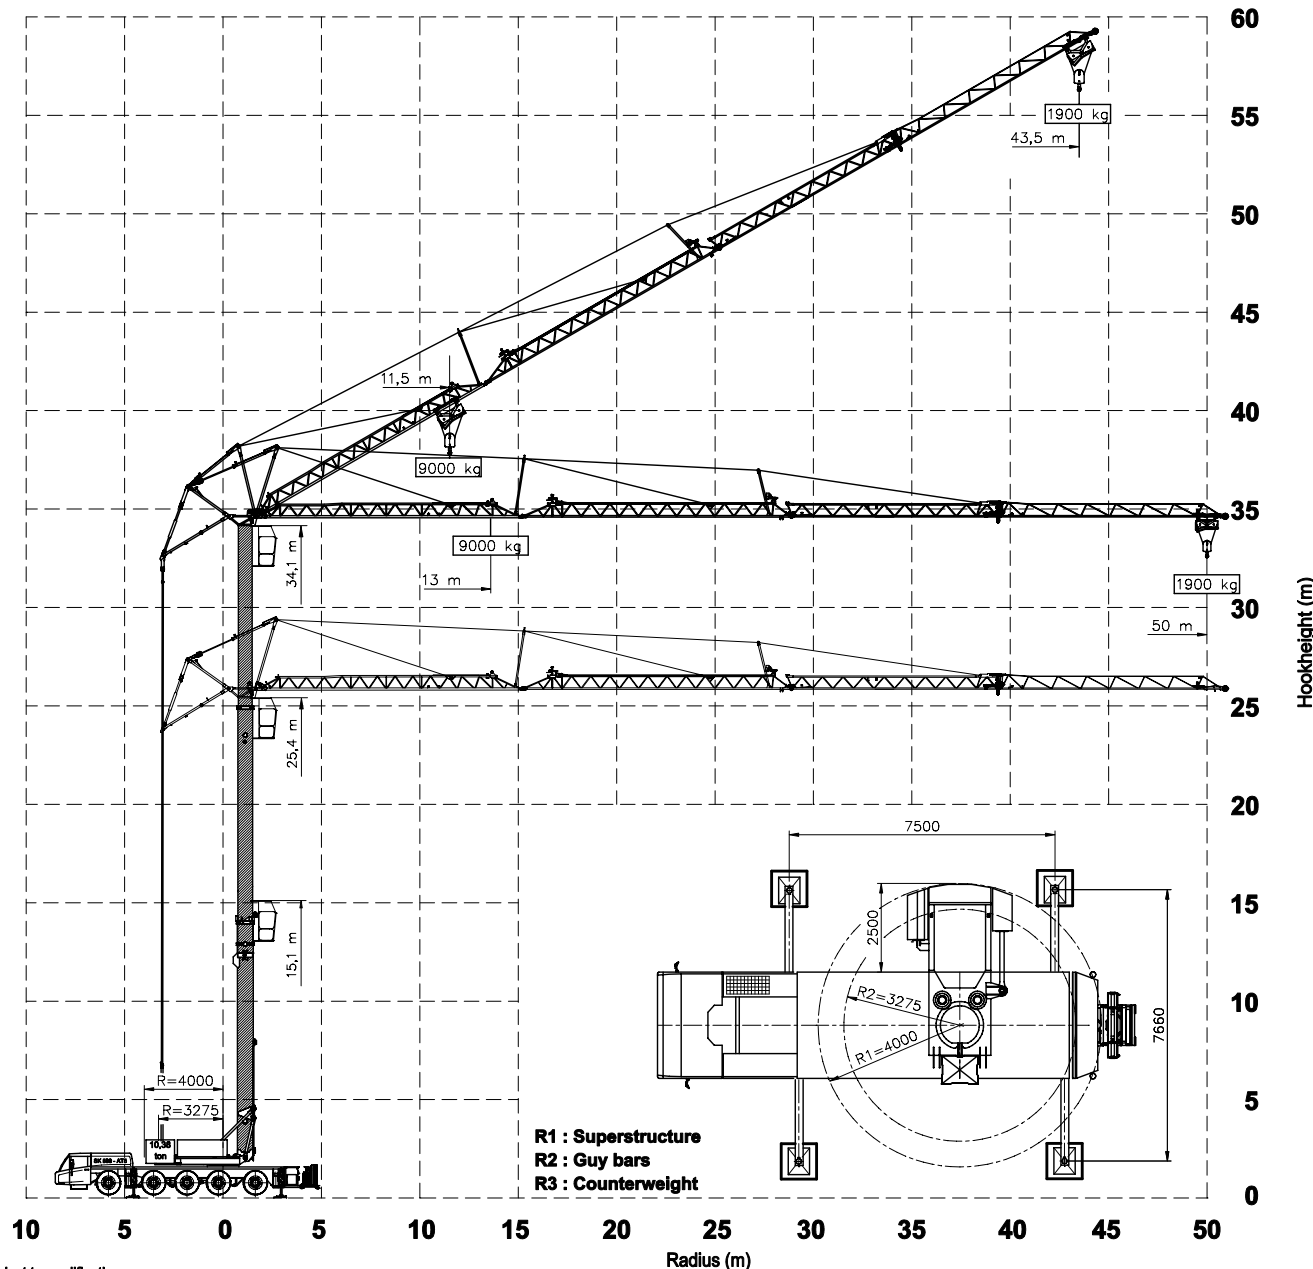 60
1900 kg
55
43,5 m
50
45
11,5 m
40
9000 kg
35
9000 kg
34,1 m
13 m
1900 kg
30
50 m
Hookheight (m)
25
25,4 m
20
7500
15
2500
15,1 m
10
R2=3275
7660
R1=4000
R=4000
5
R=3275
R1 : Superstructure
10,36
ton
R2 : Guy bars
R3 : Counterweight
0
10 5 0 5 10 15 20 25 30 35 40 45 50
Radius (m)